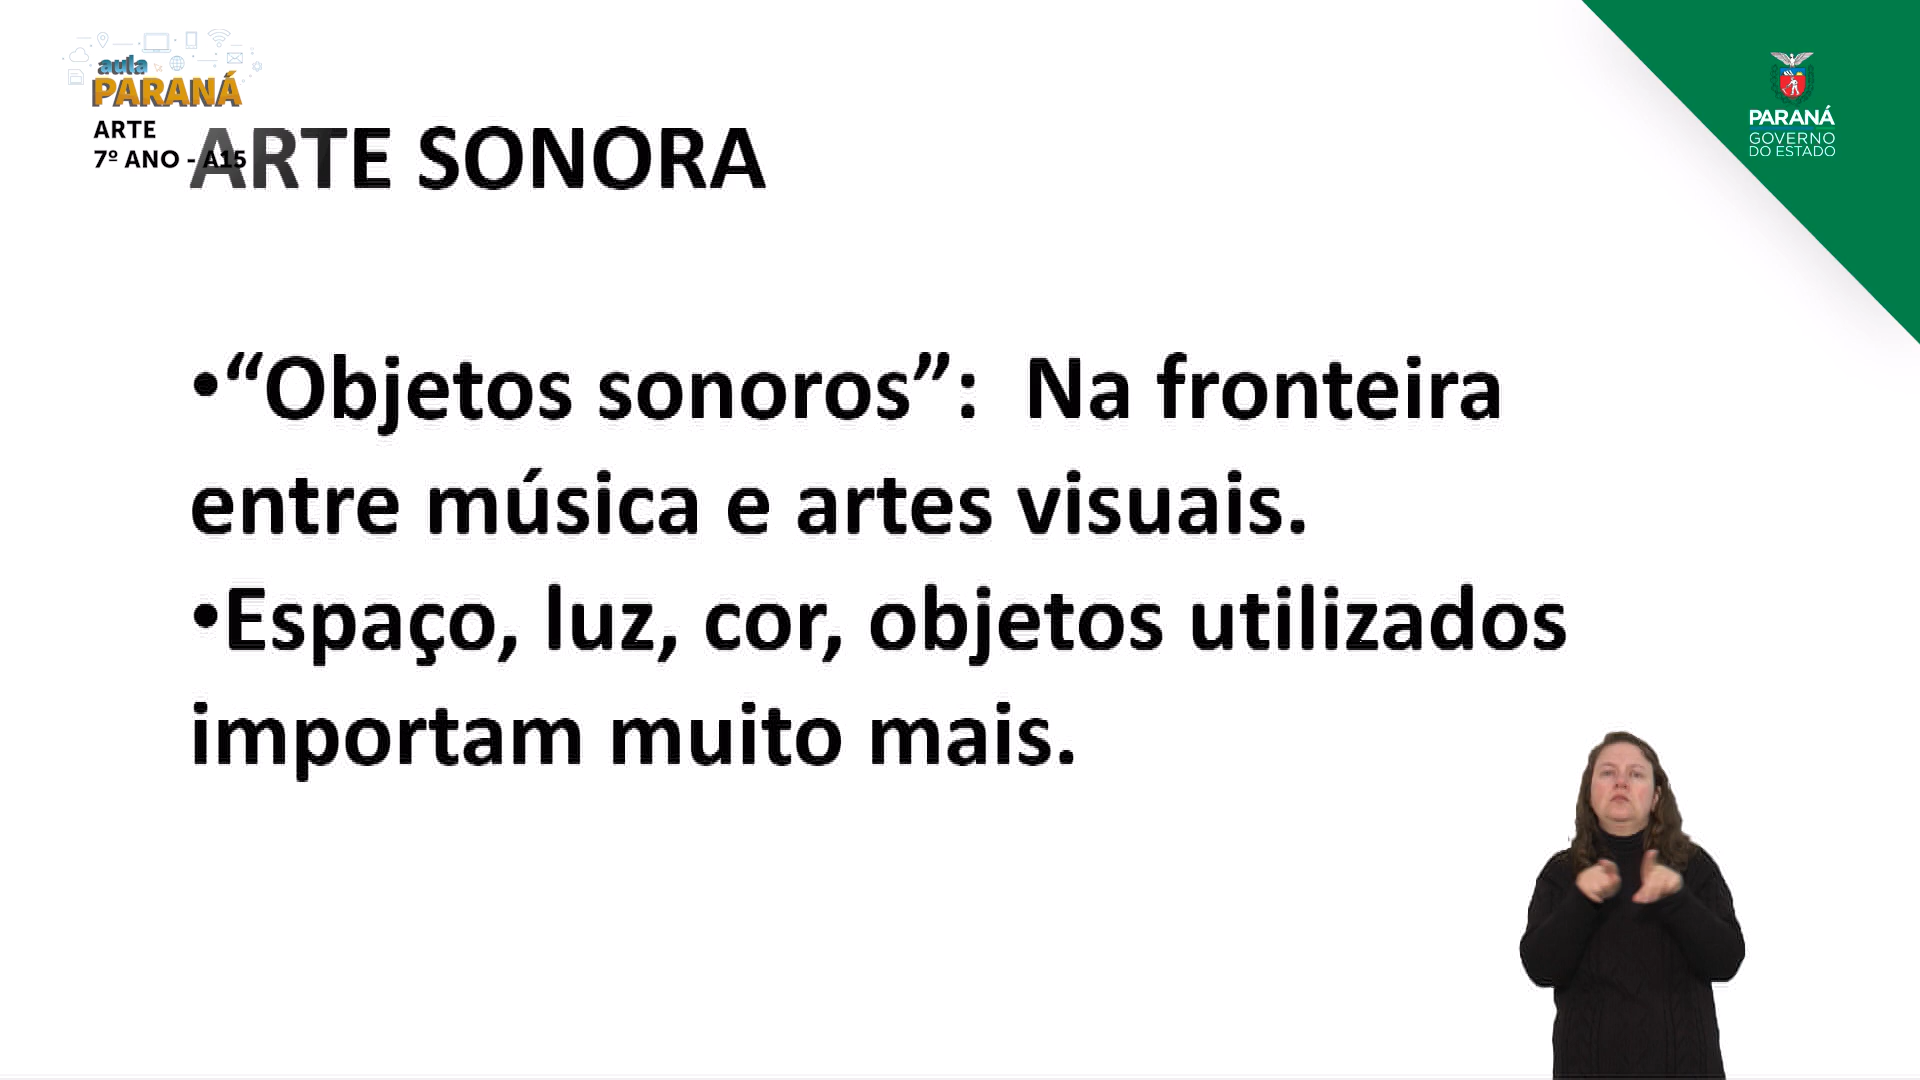 aula
PARANÁ
ARTE
7º ANO - A15
ARTE SONORA
•“Objetos sonoros”: Na fronteira
entre música e artes visuais.
•Espaço, luz, cor, objetos utilizados
importam muito mais.
PARANÁ
GOVERNO
DO ESTADO